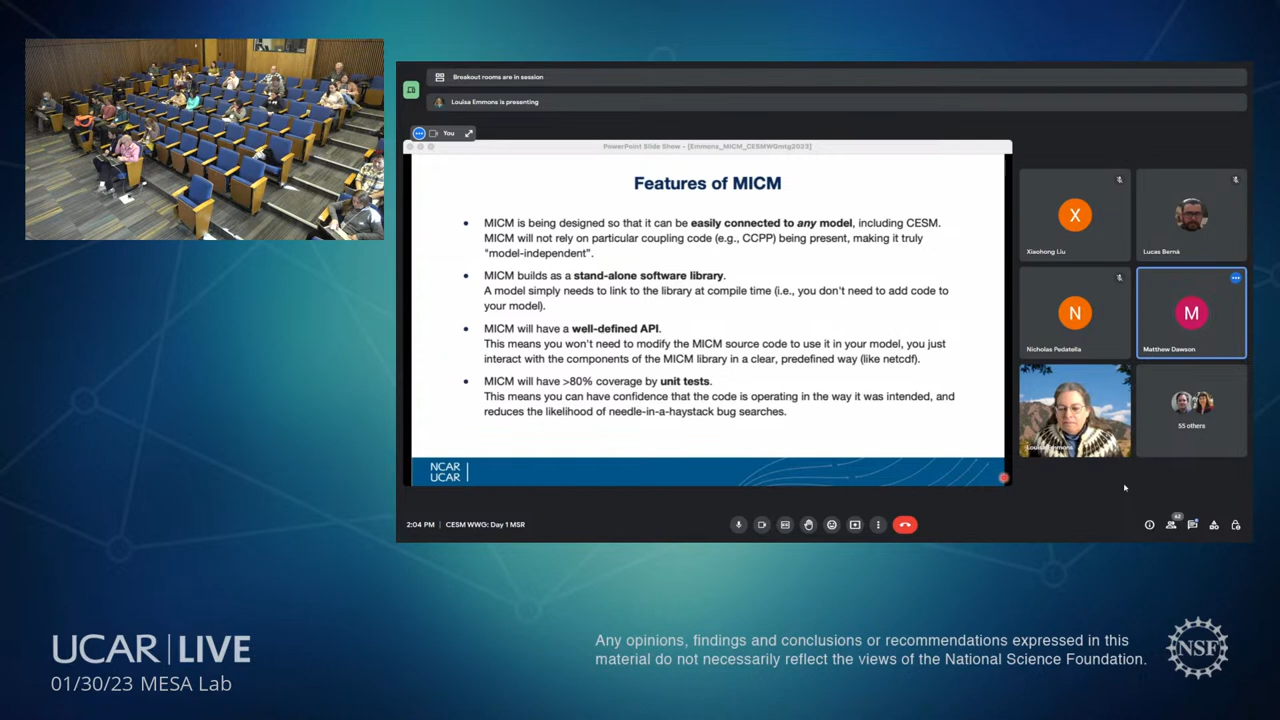 Breakout rooms are in session
Louisa Emmons is presenting
You
PowerPoint Slide Show - [Emmons_MICM_CESMWGmtg2023]
Features of MICM
• MICM is being designed so that it can be easily connected to any model, including CESM.
MICM will not rely on particular coupling code (e.g., CCPP) being present, making it truly
"model-independent".
• MICM builds as a stand-alone software library.
A model simply needs to link to the library at compile time (i.e., you don't need to add code to
your model).
• MICM will have a well-defined API.
This means you won't need to modify the MICM source code to use it in your model, you just
interact with the components of the MICM library in a clear, predefined way (like netcdf).
• MICM will have >80% coverage by unit tests.
This means you can have confidence that the code is operating in the way it was intended, and
reduces the likelihood of needle-in-a-haystack bug searches.
NCAR
UCAR
X
Xiaohong Liu
Lucas Berná
N
Nicholas Pedatella
M
Matthew Dawson
Louisa Emmons
55 others
2:04 PM | CESM WWG: Day 1 MSR
62
UCAR | LIVE
01/30/23 MESA Lab
Any opinions, findings and conclusions or recommendations expressed in this
material do not necessarily reflect the views of the National Science Foundation.
NSF